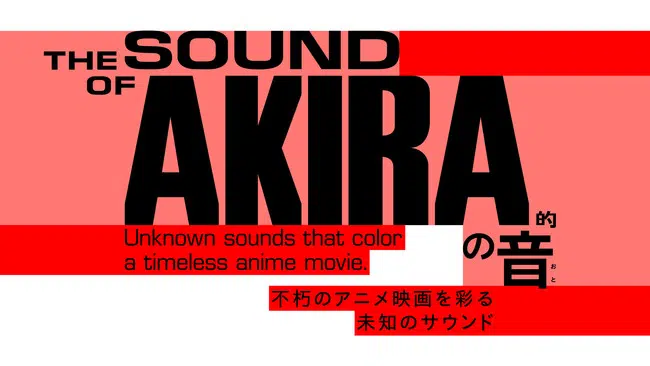 THE SOUND
OF AKIRA
Unknown sounds that color
a timeless anime movie.
的
の音
おと
不朽のアニメ映画を彩る
未知のサウンド